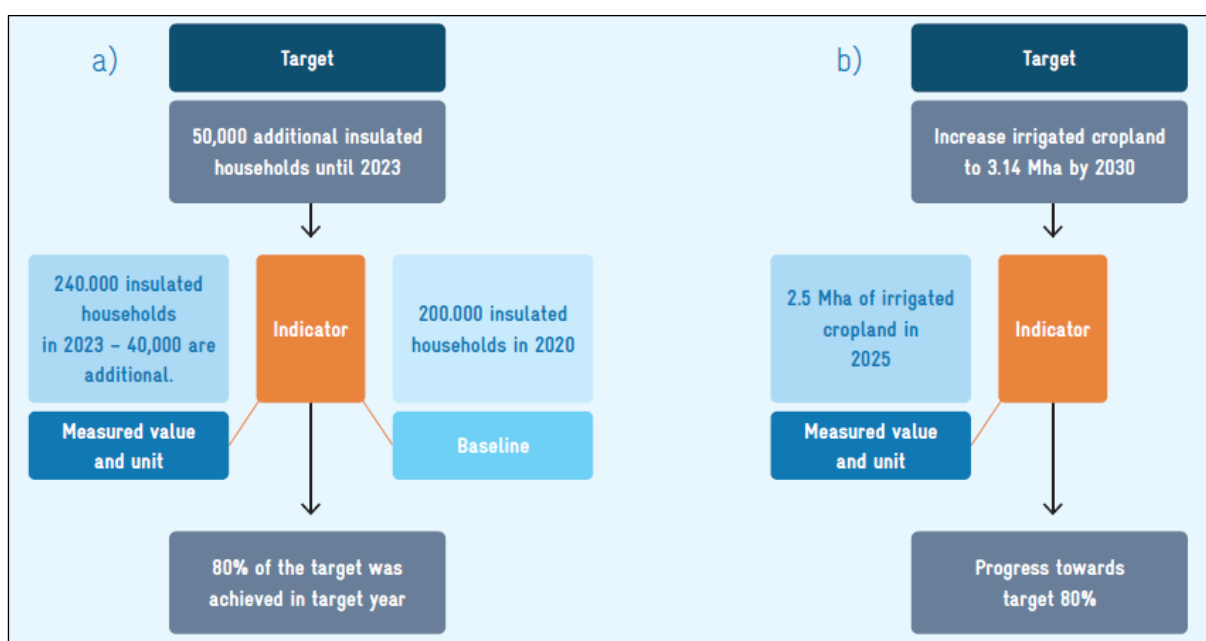 a)
Target
50,000 additional insulated
households until 2023
240.000 insulated
households
in 2023 – 40,000 are
additional.
Indicator
200.000 insulated
households in 2020
Measured value
and unit
Baseline
80% of the target was
achieved in target year
b)
Target
Increase irrigated cropland
to 3.14 Mha by 2030
2.5 Mha of irrigated
cropland in
2025
Indicator
Measured value
and unit
Progress towards
target 80%